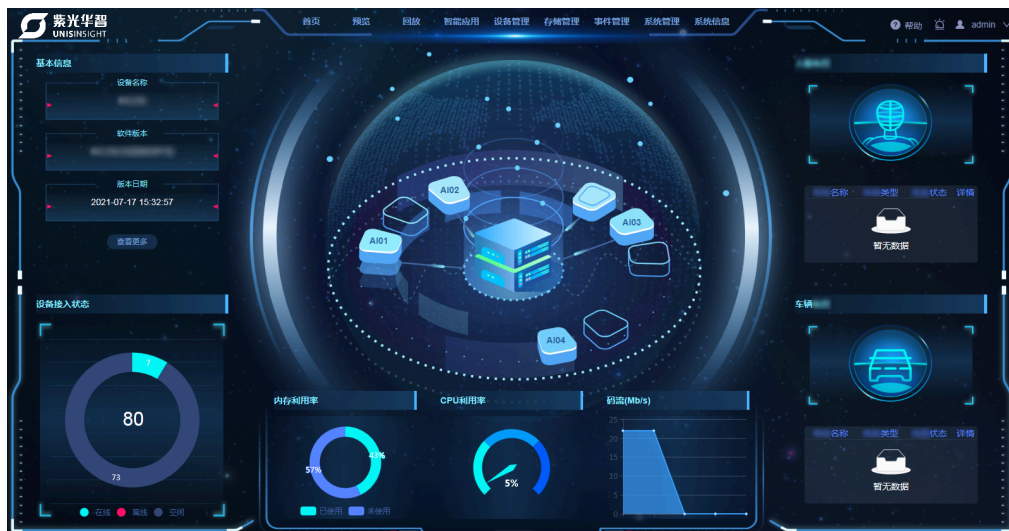 紫光华智
UNISINSIGHT
首页 预览 回放 智能应用 设备管理 存储管理 事件管理 系统管理 系统信息
帮助 admin
基本信息
设备名称
软件版本
版本日期
2021-07-17 15:32:57
查看更多
AI02
AI01
AI03
AI04
名称 类型 状态 详情
暂无数据
设备接入状态
7
80
73
在线 离线 空闲
内存利用率
43%
57%
已使用 未使用
CPU利用率
5%
码流(Mb/s)
25
20
15
10
5
0
车辆
名称 类型 状态 详情
暂无数据